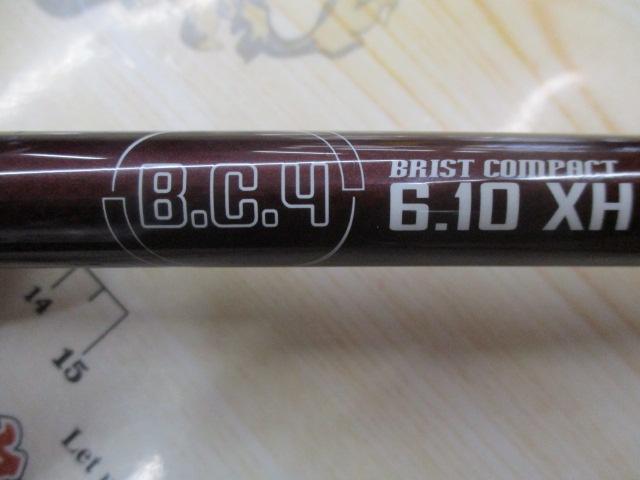 B.C.4
BRIST COMPACT
6.10 XH
14
15
Let